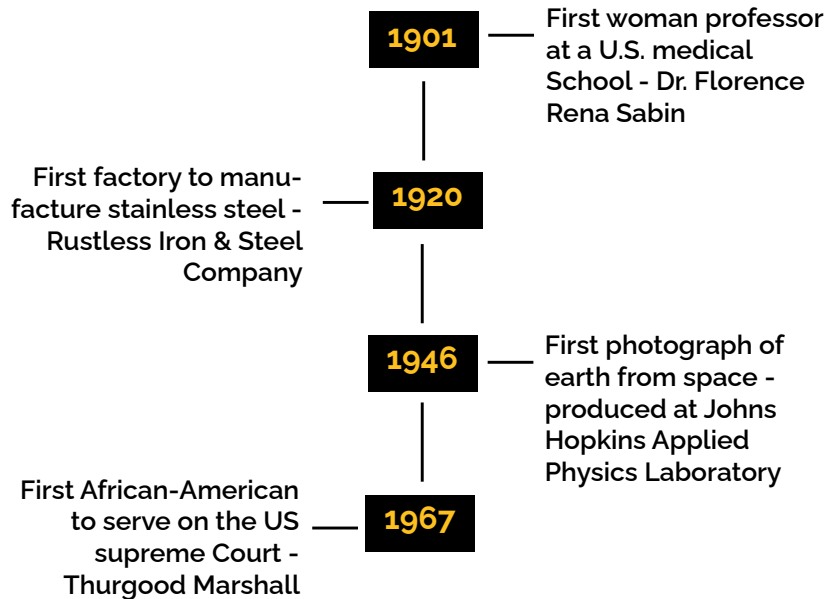 1901
First woman professor
at a U.S. medical
School - Dr. Florence
Rena Sabin
First factory to manu-
facture stainless steel -
Rustless Iron & Steel
Company
1920
1946
First photograph of
earth from space -
produced at Johns
Hopkins Applied
Physics Laboratory
First African-American
to serve on the US
supreme Court -
Thurgood Marshall
1967